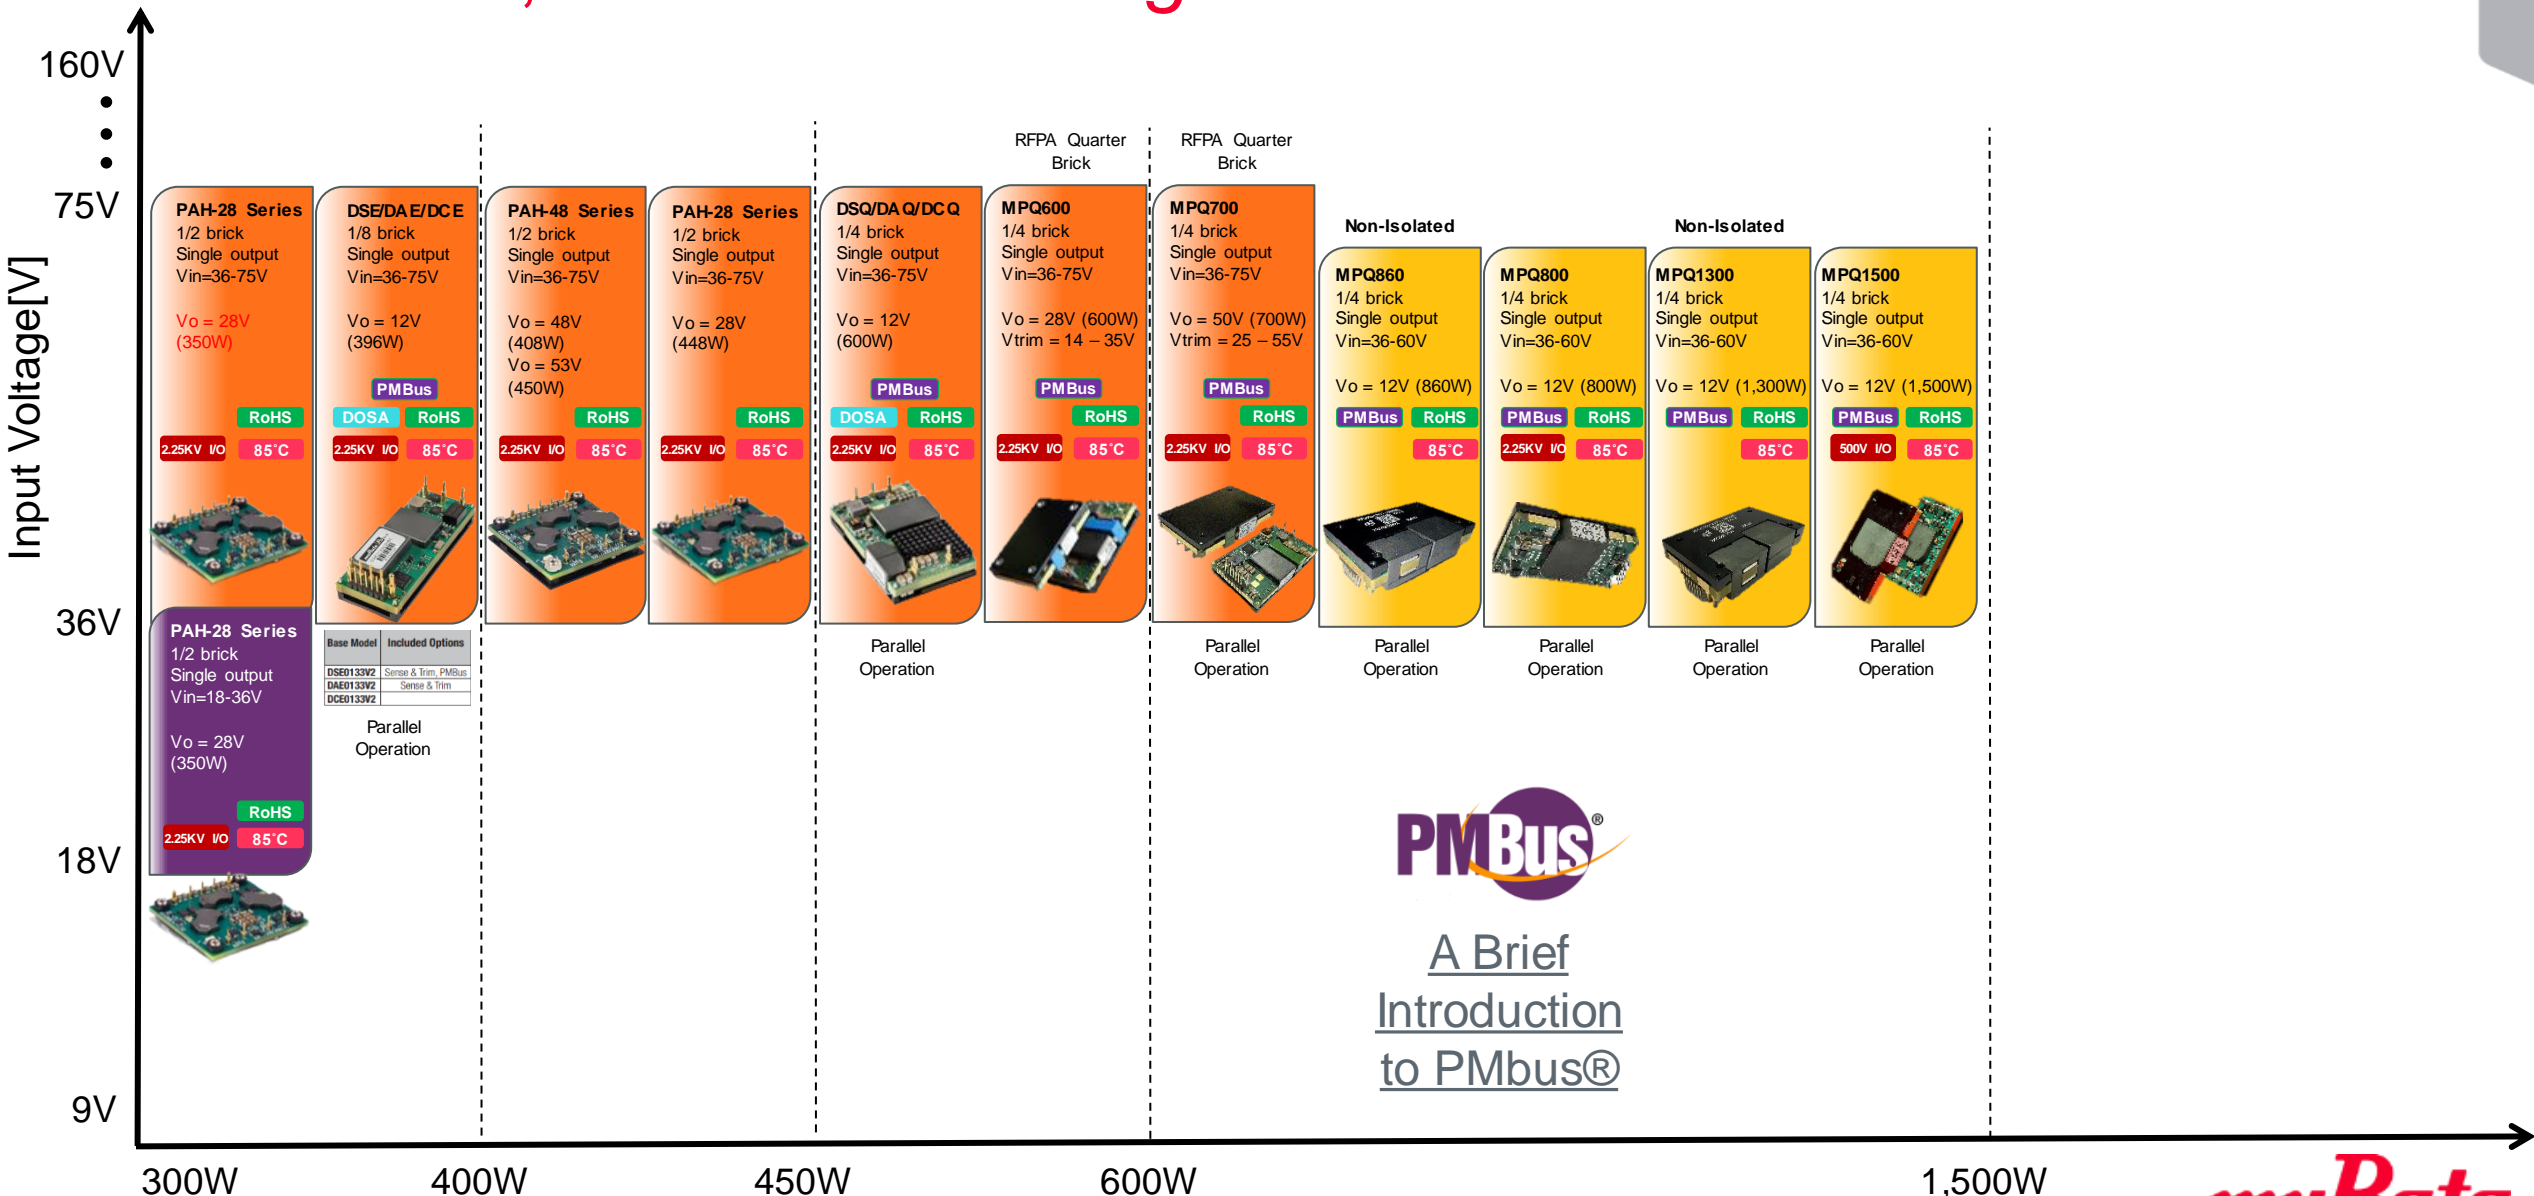 160V
75V
36V
18V
9V
Input Voltage[V]
PAH-28 Series
1/2 brick
Single output
Vin=36-75V
Vo = 28V
(350W)
RoHS
2.25KV I/O
85°C
PAH-28 Series
1/2 brick
Single output
Vin=18-36V
Vo = 28V
(350W)
RoHS
2.25KV I/O
85°C
DSE/DAE/DCE
1/8 brick
Single output
Vin=36-75V
Vo = 12V
(396W)
PMBus
DOSA
RoHS
2.25KV I/O
85°C
Base Model Included Options
DSE0133V2 Sense & Trim, PMBus
DAE0133V2 Sense & Trim
DCE0133V2
Parallel
Operation
PAH-48 Series
1/2 brick
Single output
Vin=36-75V
Vo = 48V
(408W)
Vo = 53V
(450W)
RoHS
2.25KV I/O
85°C
PAH-28 Series
1/2 brick
Single output
Vin=36-75V
Vo = 28V
(448W)
RoHS
2.25KV I/O
85°C
DSQ/DAQ/DCQ
1/4 brick
Single output
Vin=36-75V
Vo = 12V
(600W)
PMBus
DOSA
RoHS
2.25KV I/O
85°C
Parallel
Operation
RFPA Quarter
Brick
MPQ600
1/4 brick
Single output
Vin=36-75V
Vo = 28V (600W)
Vtrim = 14 – 35V
PMBus
RoHS
2.25KV I/O
85°C
RFPA Quarter
Brick
MPQ700
1/4 brick
Single output
Vin=36-75V
Vo = 50V (700W)
Vtrim = 25 – 55V
PMBus
RoHS
2.25KV I/O
85°C
Parallel
Operation
Non-Isolated
MPQ860
1/4 brick
Single output
Vin=36-60V
Vo = 12V (860W)
PMBus
RoHS
85°C
Parallel
Operation
MPQ800
1/4 brick
Single output
Vin=36-60V
Vo = 12V (800W)
PMBus
RoHS
2.25KV I/O
85°C
Parallel
Operation
Non-Isolated
MPQ1300
1/4 brick
Single output
Vin=36-60V
Vo = 12V (1,300W)
PMBus
RoHS
85°C
Parallel
Operation
MPQ1500
1/4 brick
Single output
Vin=36-60V
Vo = 12V (1,500W)
PMBus
RoHS
500V I/O
85°C
Parallel
Operation
PMBus®
A Brief
Introduction
to PMbus®
300W
400W
450W
600W
1,500W